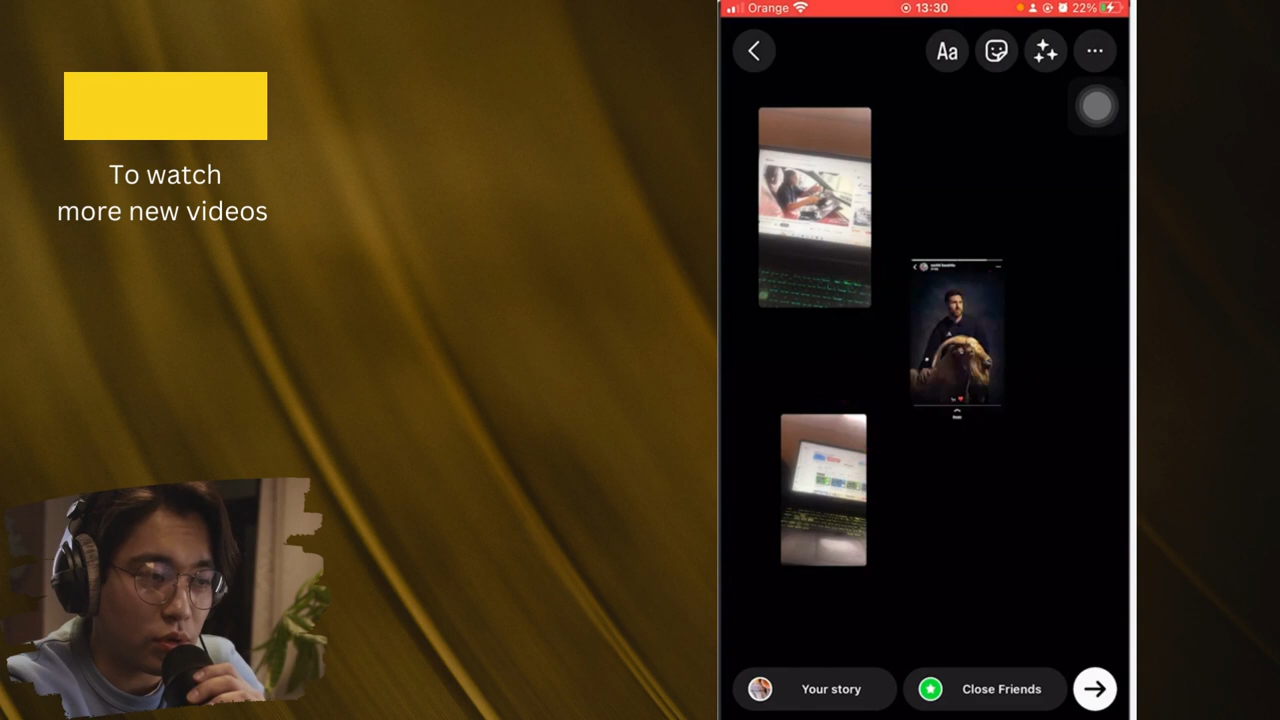 To watch
more new videos
Orange
13:30
22%
Aa
Your story
Close Friends